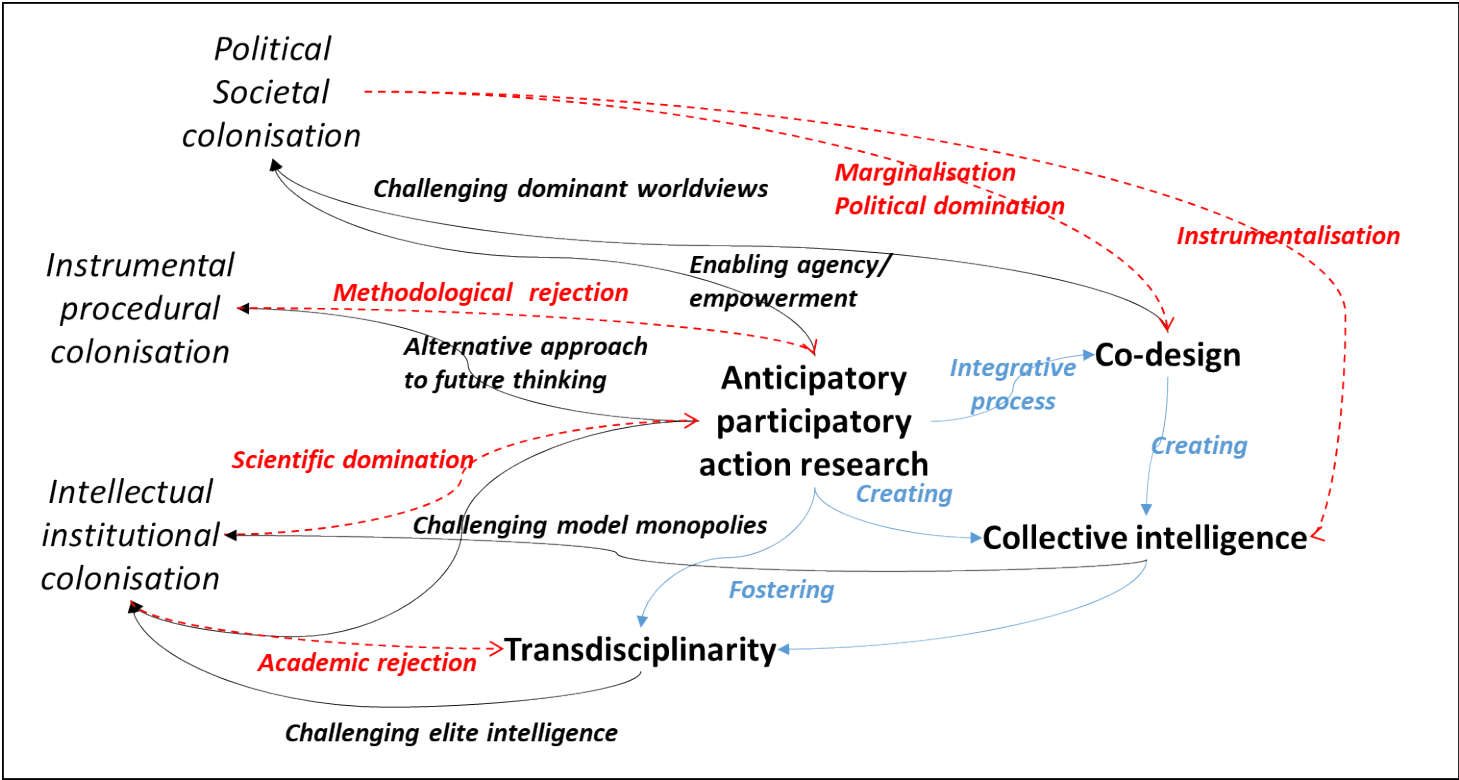 Political
Societal
colonisation
Challenging dominant worldviews
Marginalisation
Political domination
Instrumentalisation
Instrumental
procedural
colonisation
Methodological rejection
Enabling agency/
empowerment
Alternative approach
to future thinking
Anticipatory
participatory
action research
Integrative
process
Co-design
Creating
Scientific domination
Intellectual
institutional
colonisation
Creating
Challenging model monopolies
Collective intelligence
Fostering
Transdisciplinarity
Academic rejection
Challenging elite intelligence